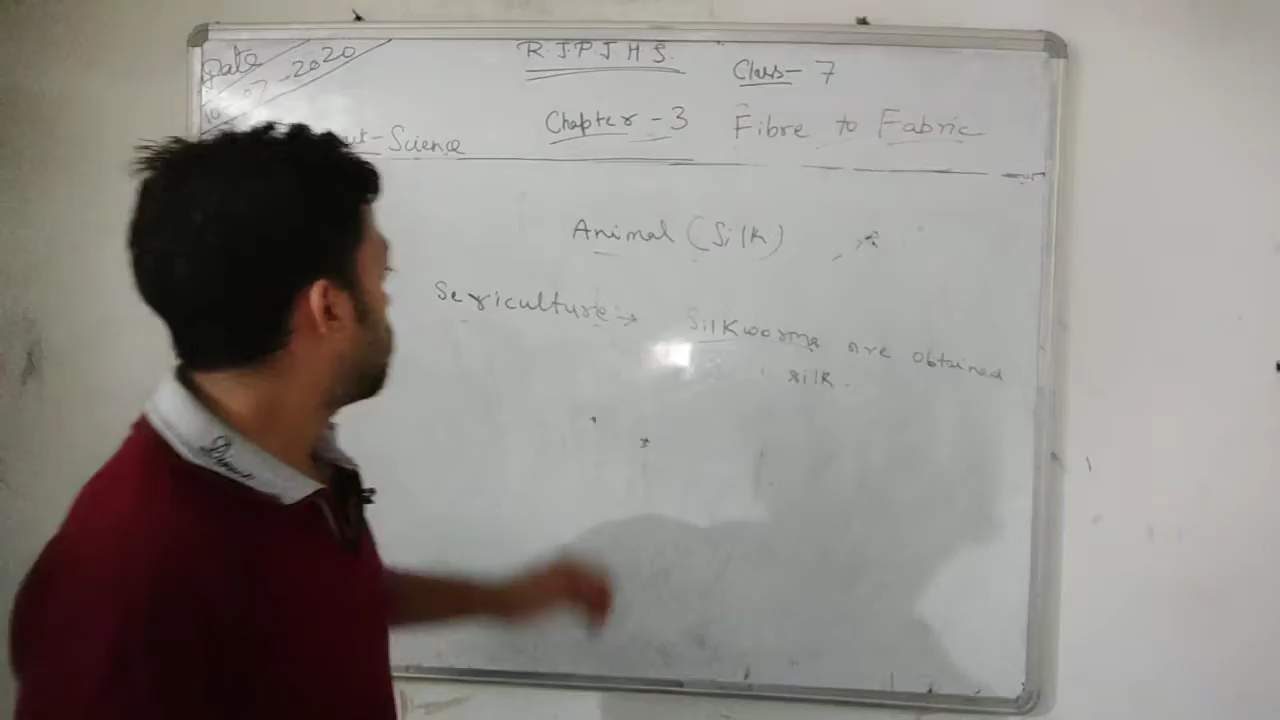 Date
10-07-2020
R.J.P.J.H.S.
Class- 7
Chapter - 3 Fibre to Fabric
-Science
Animal (Silk)
Sericulture → Silkworms are obtained
silk.